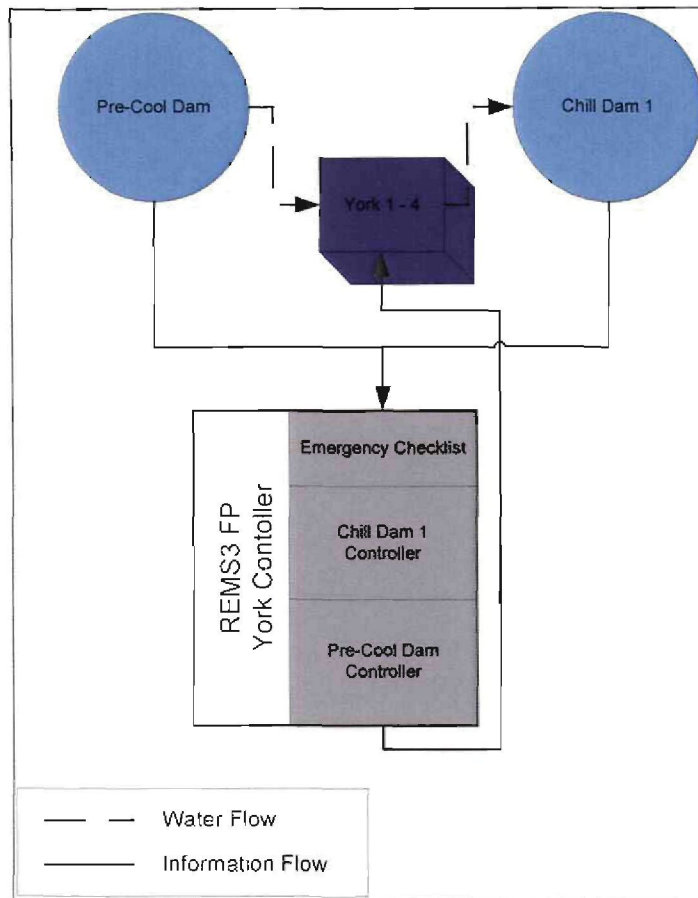 Pre-Cool Dam
Chill Dam 1
York 1 - 4
REMS3 FP
York Contoller
Emergency Checklist
Chill Dam 1
Controller
Pre-Cool Dam
Controller
Water Flow
Information Flow